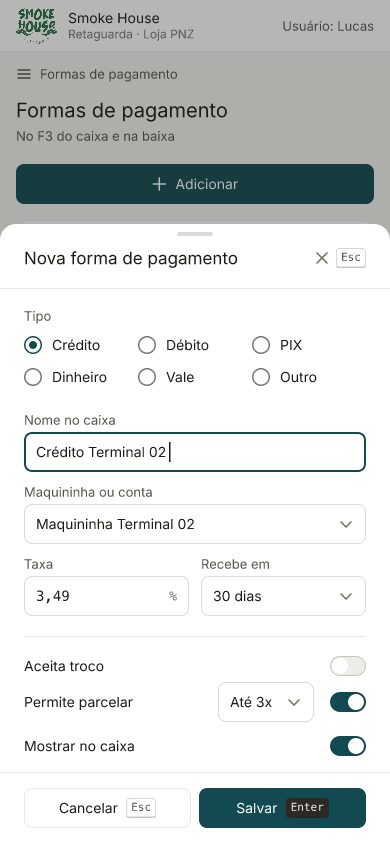 SMOKE
HOUSE
Smoke House
Retaguarda · Loja PNZ
Usuário: Lucas
Formas de pagamento
Formas de pagamento
No F3 do caixa e na baixa
Adicionar
Nova forma de pagamento
Esc
Tipo
Crédito Débito PIX
Dinheiro Vale Outro
Nome no caixa
Crédito Terminal 02
Maquininha ou conta
Maquininha Terminal 02
Taxa Recebe em
3,49 % 30 dias
Aceita troco
Permite parcelar Até 3x
Mostrar no caixa
Cancelar Esc Salvar Enter